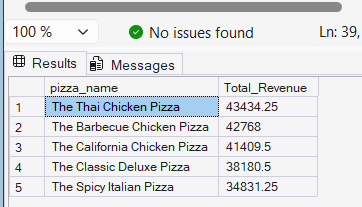 100 %
No issues found
Ln: 39,
Results
Messages
pizza_name Total_Revenue
1 The Thai Chicken Pizza 43434.25
2 The Barbecue Chicken Pizza 42768
3 The California Chicken Pizza 41409.5
4 The Classic Deluxe Pizza 38180.5
5 The Spicy Italian Pizza 34831.25